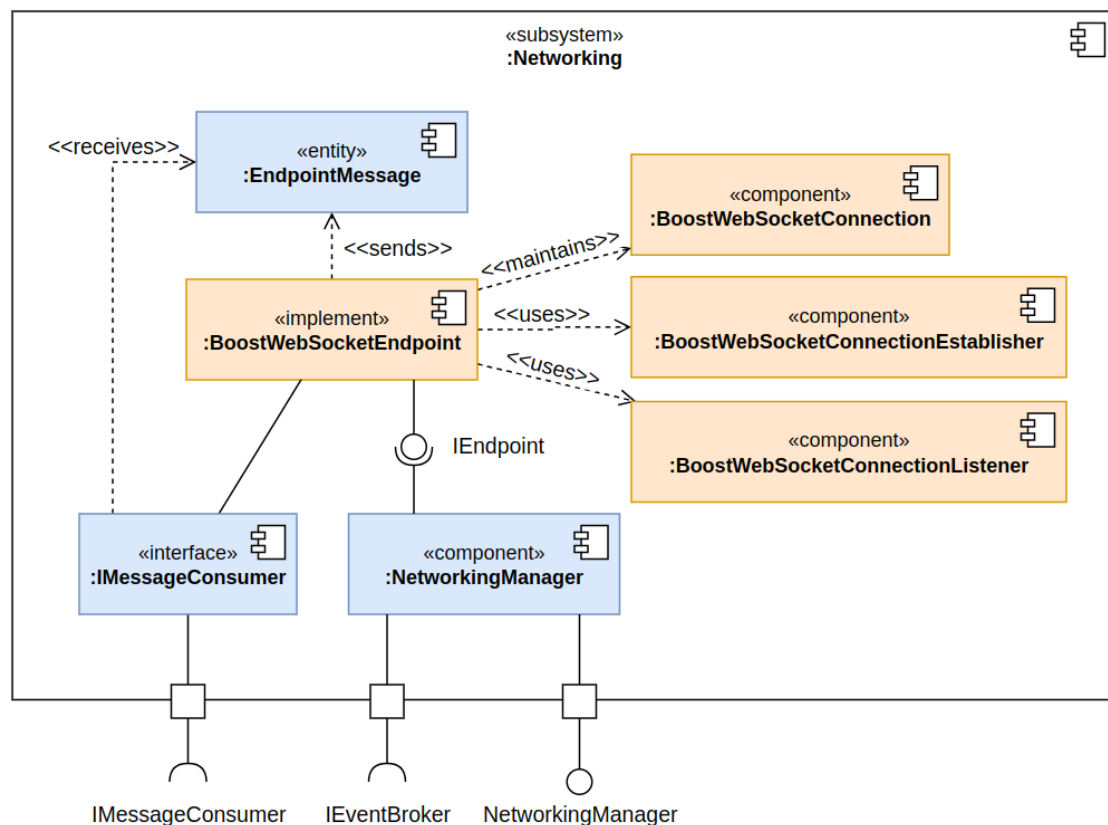 «subsystem»
:Networking
<<receives>>
«entity»
:EndpointMessage
«component»
:BoostWebSocketConnection
<<sends>>
<<maintains>>
«implement»
:BoostWebSocketEndpoint
<<uses>>
«component»
:BoostWebSocketConnectionEstablisher
<<uses>>
«component»
:BoostWebSocketConnectionListener
IEndpoint
«interface»
:IMessageConsumer
«component»
:NetworkingManager
IMessageConsumer
IEventBroker
NetworkingManager